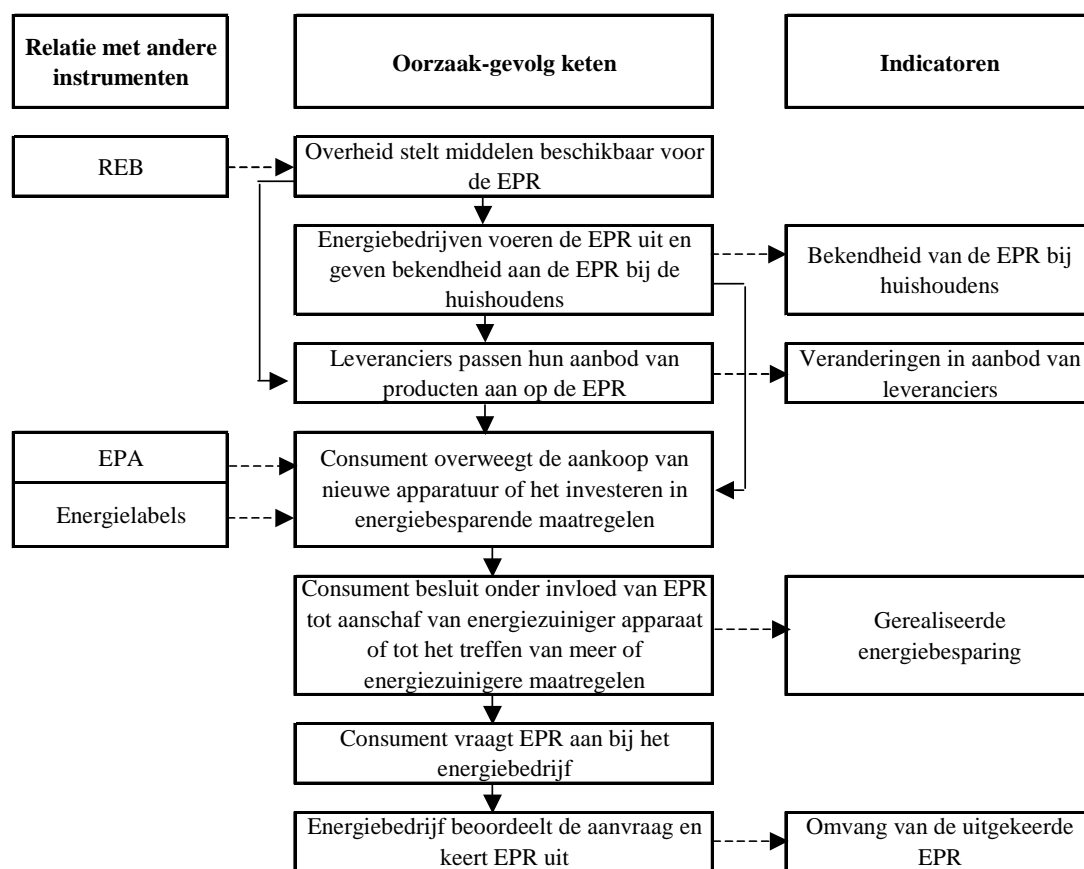 Relatie met andere
instrumenten
Oorzaak-gevolg keten
Indicatoren
REB
Overheid stelt middelen beschikbaar voor
de EPR
Energiebedrijven voeren de EPR uit en
geven bekendheid aan de EPR bij de
huishoudens
Bekendheid van de EPR bij
huishoudens
Leveranciers passen hun aanbod van
producten aan op de EPR
Veranderingen in aanbod van
leveranciers
EPA
Energielabels
Consument overweegt de aankoop van
nieuwe apparatuur of het investeren in
energiebesparende maatregelen
Consument besluit onder invloed van EPR
tot aanschaf van energiezuiniger apparaat
of tot het treffen van meer of
energiezuinigere maatregelen
Gerealiseerde
energiebesparing
Consument vraagt EPR aan bij het
energiebedrijf
Energiebedrijf beoordeelt de aanvraag en
keert EPR uit
Omvang van de uitgekeerde
EPR